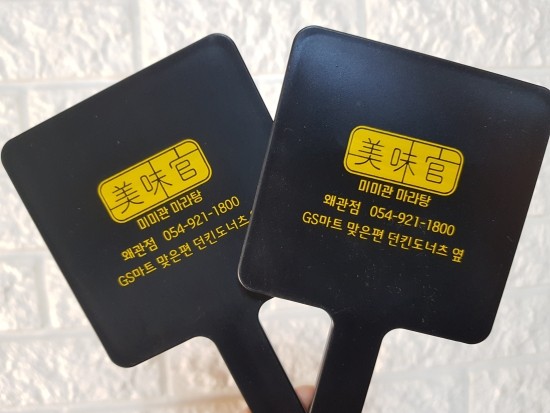 美味官
미미관 마라탕
왜관점 054-921-1800
GS마트 맞은편 던킨도너츠
美味官
미미관 마라탕
왜관점 054-921-1800
GS마트 맞은편 던킨도너츠 옆